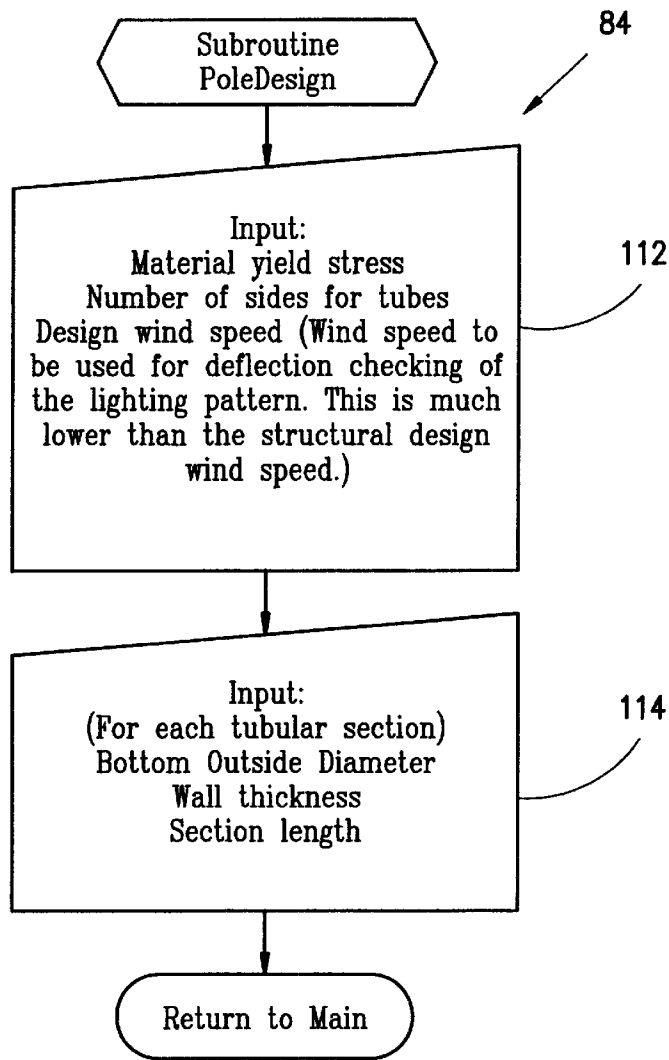 Subroutine
PoleDesign
84
Input:
Material yield stress
Number of sides for tubes
Design wind speed (Wind speed to
be used for deflection checking of
the lighting pattern. This is much
lower than the structural design
wind speed.)
112
Input:
(For each tubular section)
Bottom Outside Diameter
Wall thickness
Section length
114
Return to Main